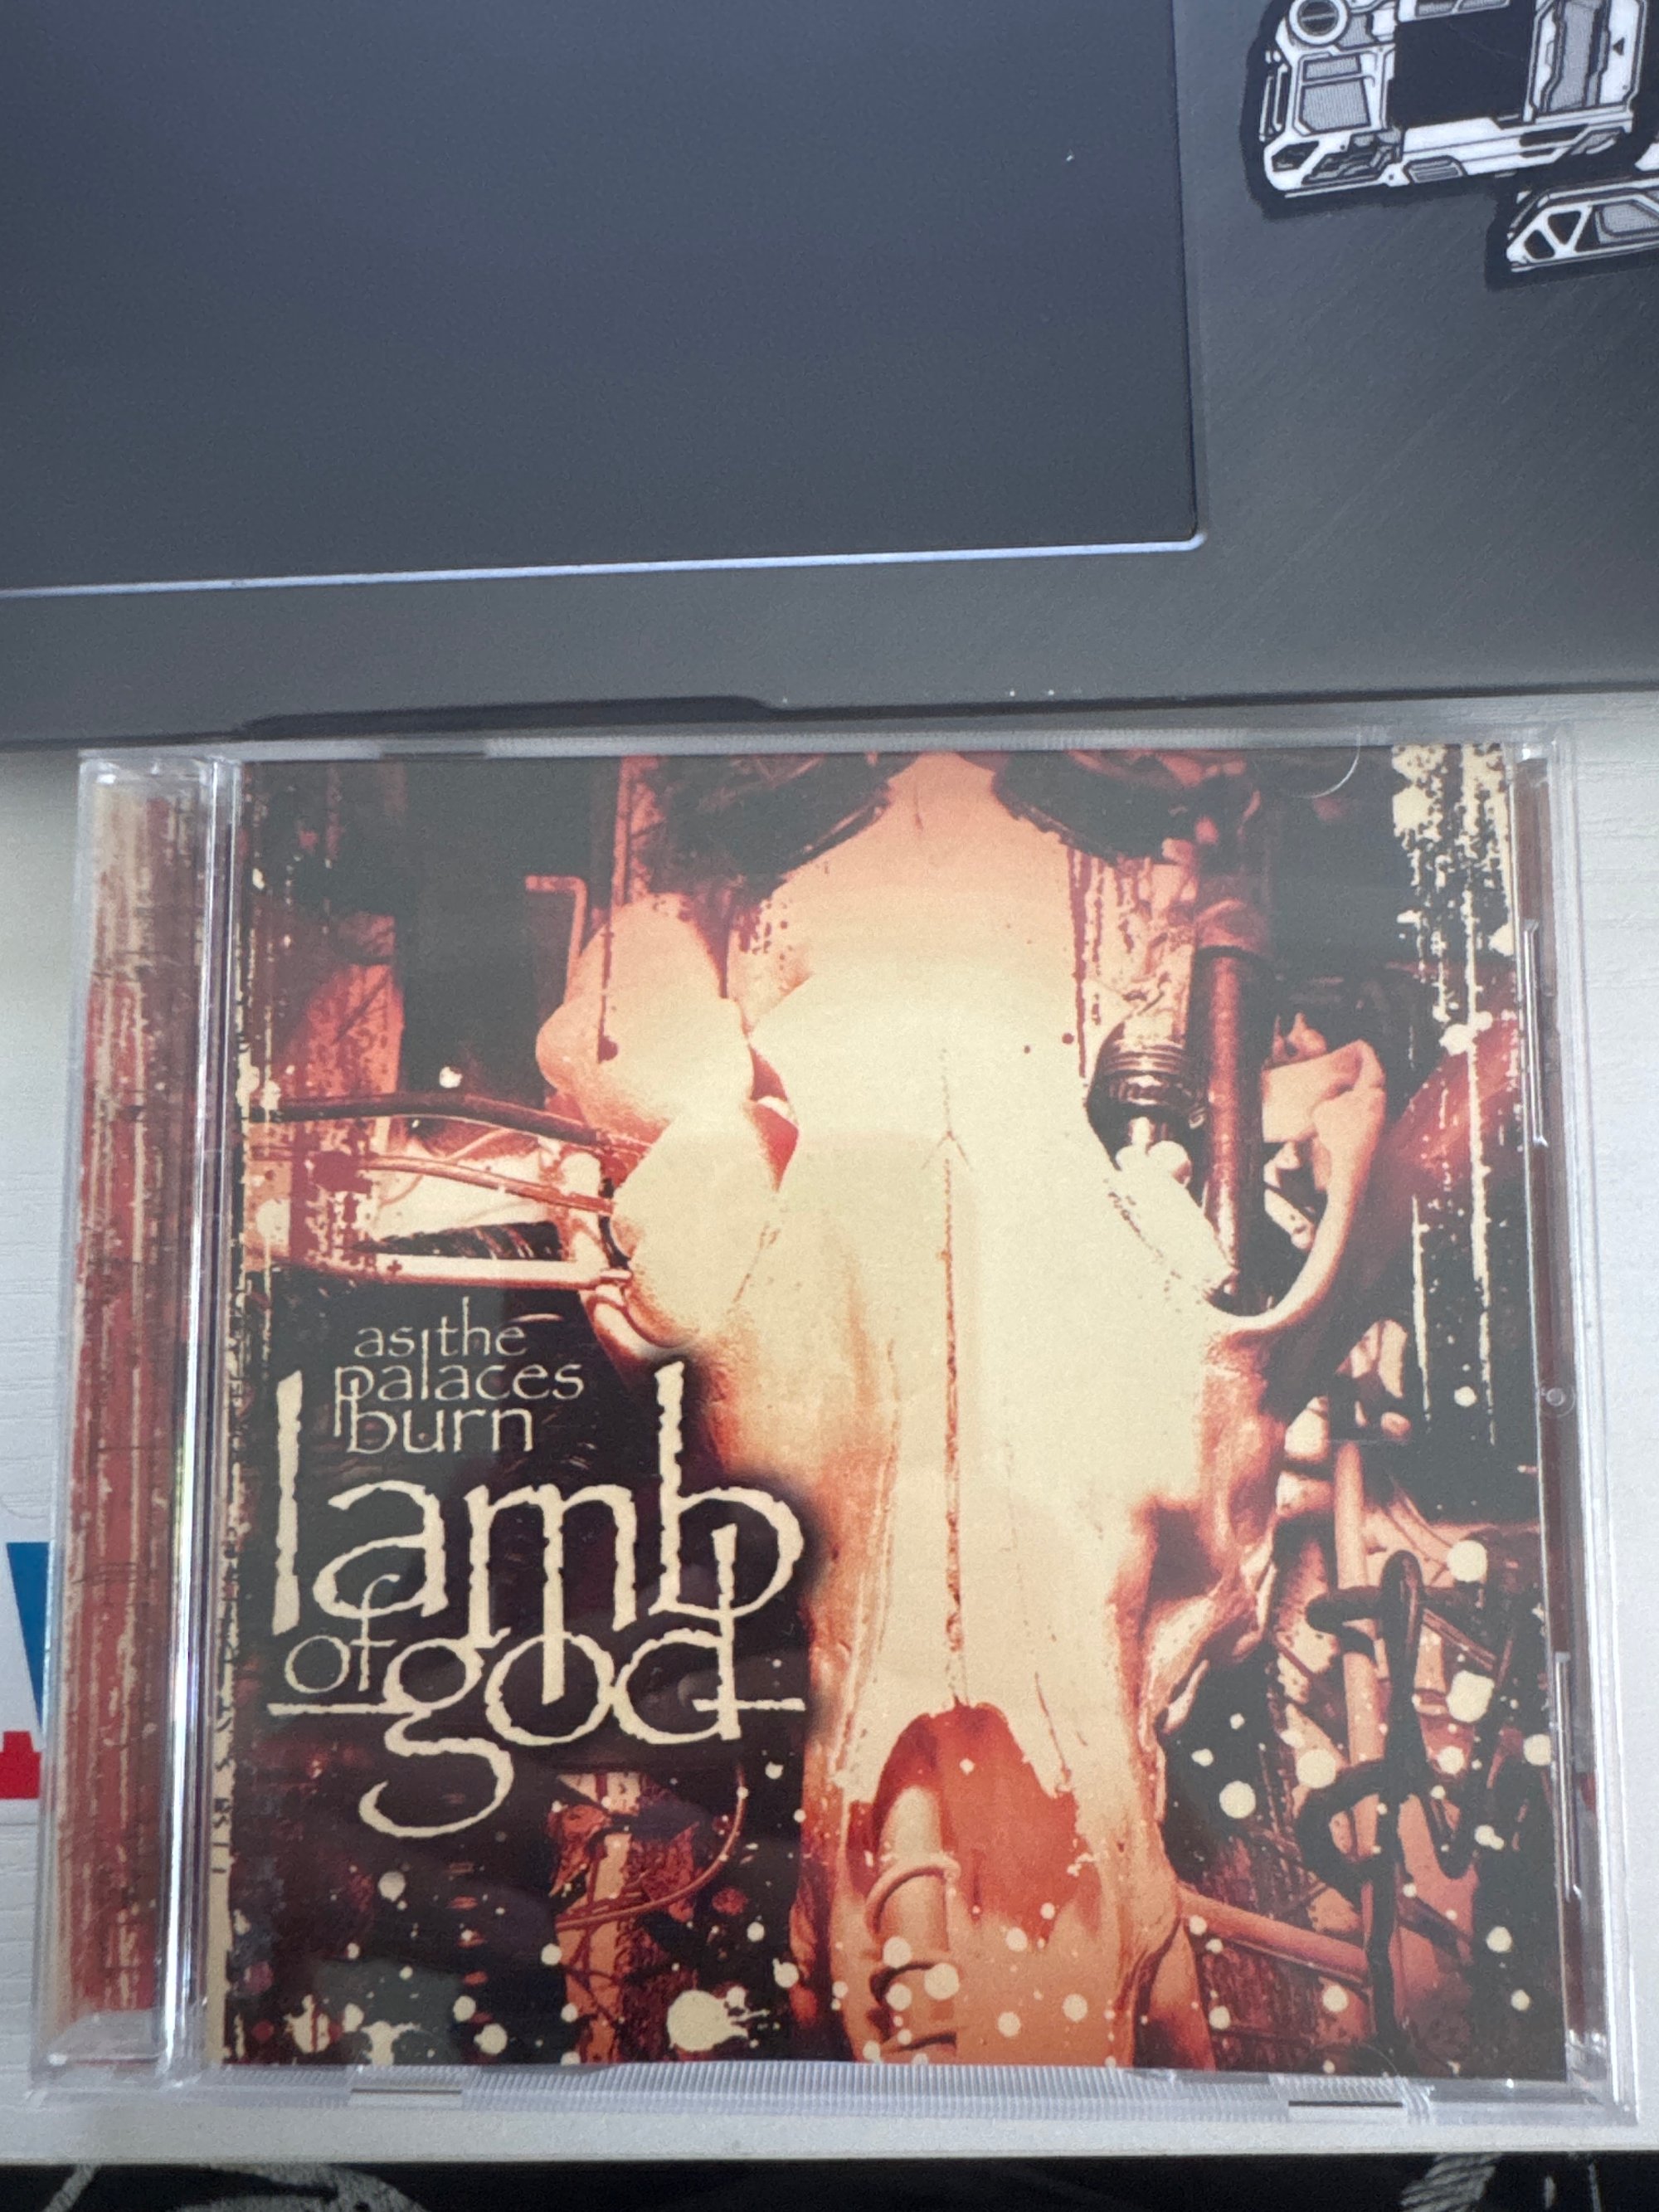 as the
palaces
burn
lamb
of god